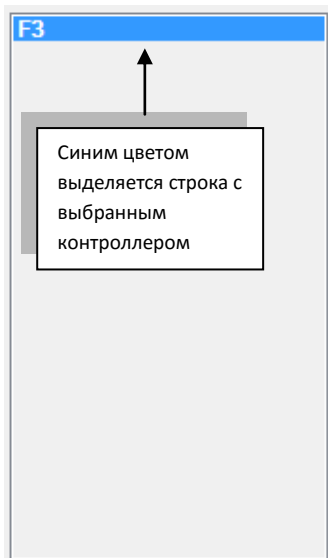 F3
Синим цветом
выделяется строка с
выбранным
контроллером